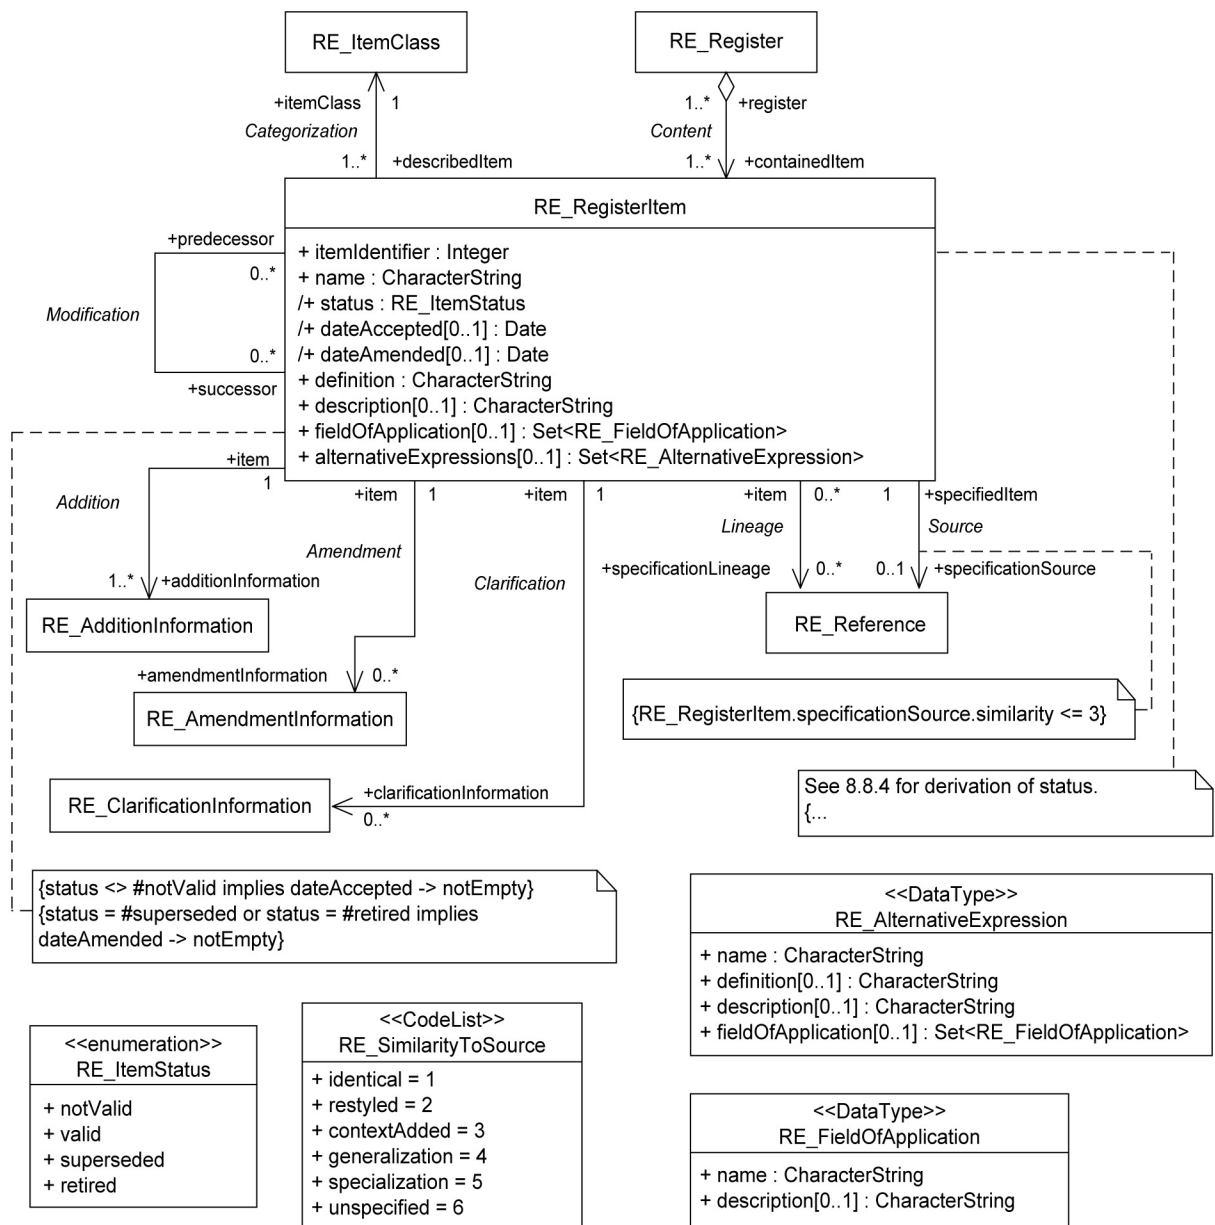 RE_ItemClass
RE_Register
+itemClass
1
1..*
+register
Categorization
Content
1..*
+describedItem
1..*
+containedItem
RE_RegisterItem
+predecessor
0..*
Modification
0..*
+successor
+ itemIdentifier : Integer
+ name : CharacterString
/+ status : RE_ItemStatus
/+ dateAccepted[0..1] : Date
/+ dateAmended[0..1] : Date
+ definition : CharacterString
+ description[0..1] : CharacterString
+ fieldOfApplication[0..1] : Set<RE_FieldOfApplication>
+ alternativeExpressions[0..1] : Set<RE_AlternativeExpression>
+item
1
Addition
1..*
+additionInformation
RE_AdditionInformation
+item
1
Amendment
+amendmentInformation
0..*
RE_AmendmentInformation
+item
1
Clarification
+clarificationInformation
0..*
RE_ClarificationInformation
+item
0..*
Lineage
+specificationLineage
0..*
1
+specifiedItem
Source
0..1
+specificationSource
RE_Reference
{RE_RegisterItem.specificationSource.similarity <= 3}
See 8.8.4 for derivation of status.
{...
{status <> #notValid implies dateAccepted -> notEmpty}
{status = #superseded or status = #retired implies
dateAmended -> notEmpty}
<<DataType>>
RE_AlternativeExpression
+ name : CharacterString
+ definition[0..1] : CharacterString
+ description[0..1] : CharacterString
+ fieldOfApplication[0..1] : Set<RE_FieldOfApplication>
<<enumeration>>
RE_ItemStatus
+ notValid
+ valid
+ superseded
+ retired
<<CodeList>>
RE_SimilarityToSource
+ identical = 1
+ restyled = 2
+ contextAdded = 3
+ generalization = 4
+ specialization = 5
+ unspecified = 6
<<DataType>>
RE_FieldOfApplication
+ name : CharacterString
+ description[0..1] : CharacterString